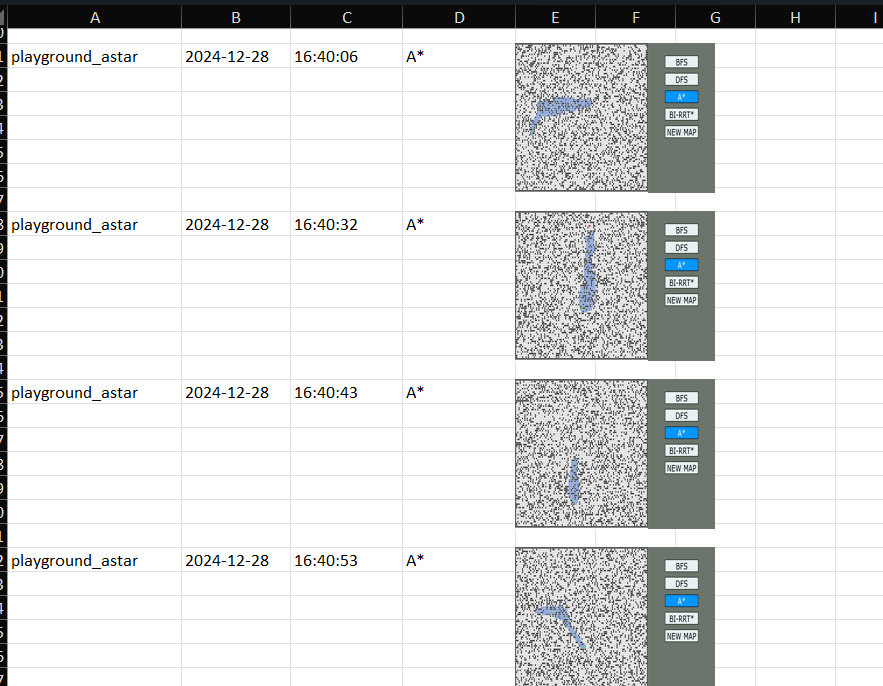 A B C D E F G H I
playground_astar 2024-12-28 16:40:06 A*
BFS
DFS
A*
BI-RRT*
NEW MAP
playground_astar 2024-12-28 16:40:32 A*
BFS
DFS
A*
BI-RRT*
NEW MAP
playground_astar 2024-12-28 16:40:43 A*
BFS
DFS
A*
BI-RRT*
NEW MAP
playground_astar 2024-12-28 16:40:53 A*
BFS
DFS
A*
BI-RRT*
NEW MAP